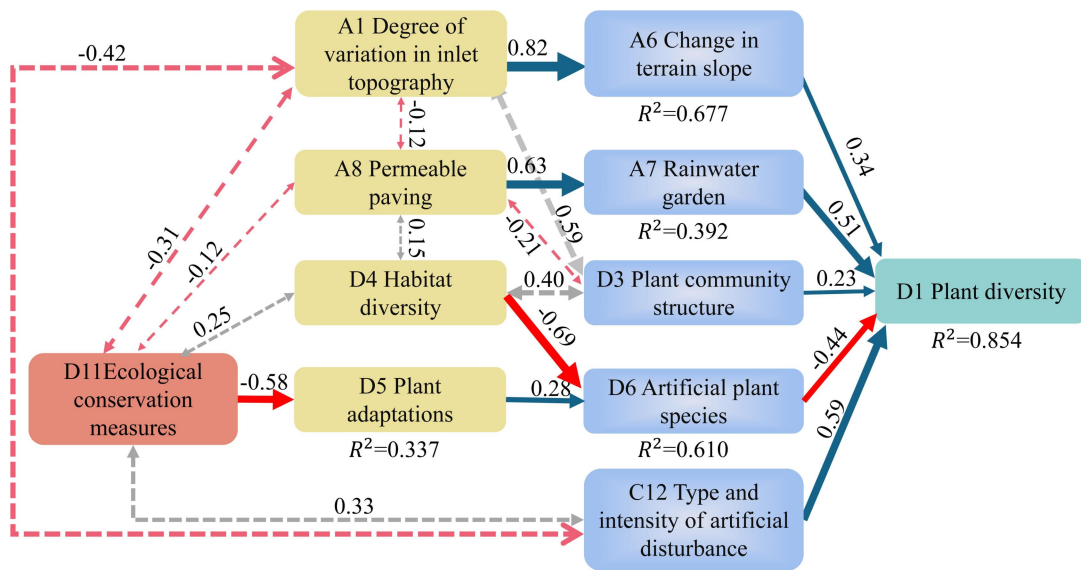 -0.42
A1 Degree of
variation in inlet
topography
0.82
A6 Change in
terrain slope
R²=0.677
-0.12
0.34
A8 Permeable
paving
0.63
A7 Rainwater
garden
R²=0.392
-0.31
-0.12
0.15
-0.21
0.59
0.51
D4 Habitat
diversity
0.40
D3 Plant community
structure
0.23
D1 Plant diversity
R²=0.854
0.25
-0.69
-0.44
D11Ecological
conservation
measures
-0.58
D5 Plant
adaptations
R²=0.337
0.28
D6 Artificial plant
species
R²=0.610
0.59
0.33
C12 Type and
intensity of artificial
disturbance